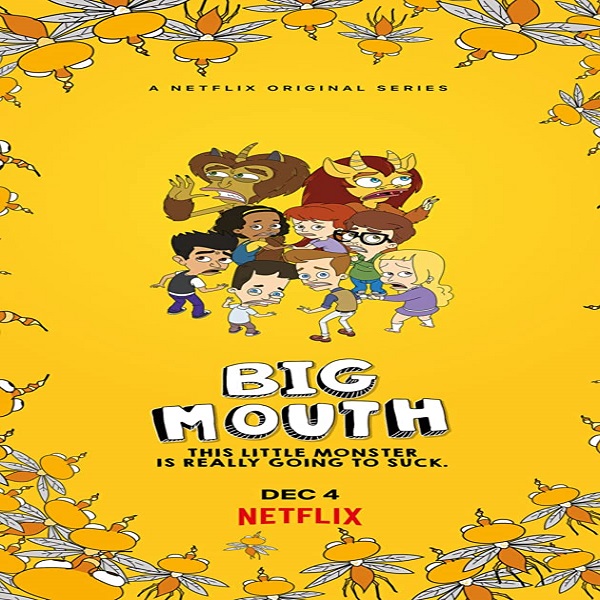 A NETFLIX ORIGINAL SERIES
BIG
MOUTH
THIS LITTLE MONSTER
IS REALLY GOING TO SUCK.
DEC 4
NETFLIX